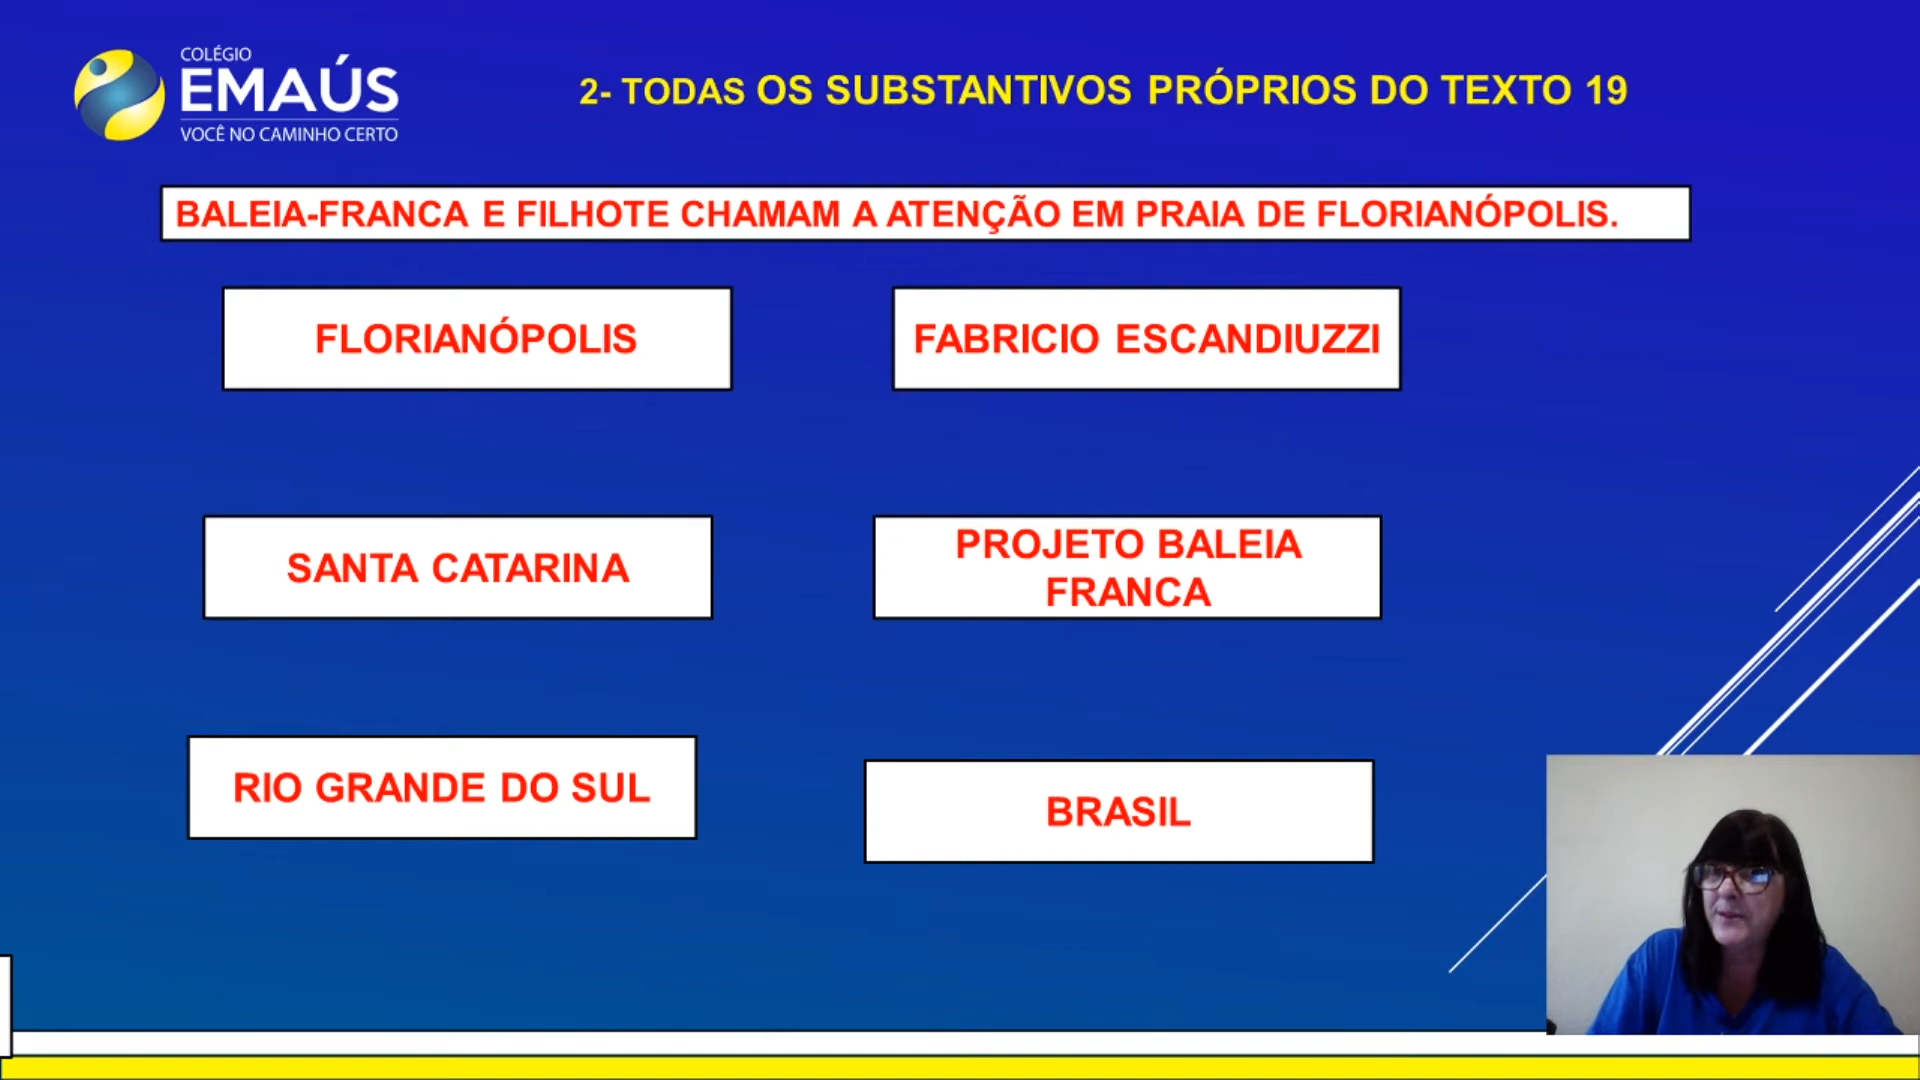 COLÉGIO
EMAÚS
VOCÊ NO CAMINHO CERTO
2- TODAS OS SUBSTANTIVOS PRÓPRIOS DO TEXTO 19
BALEIA-FRANCA E FILHOTE CHAMAM A ATENÇÃO EM PRAIA DE FLORIANÓPOLIS.
FLORIANÓPOLIS
FABRICIO ESCANDIUZZI
SANTA CATARINA
PROJETO BALEIA
FRANCA
RIO GRANDE DO SUL
BRASIL